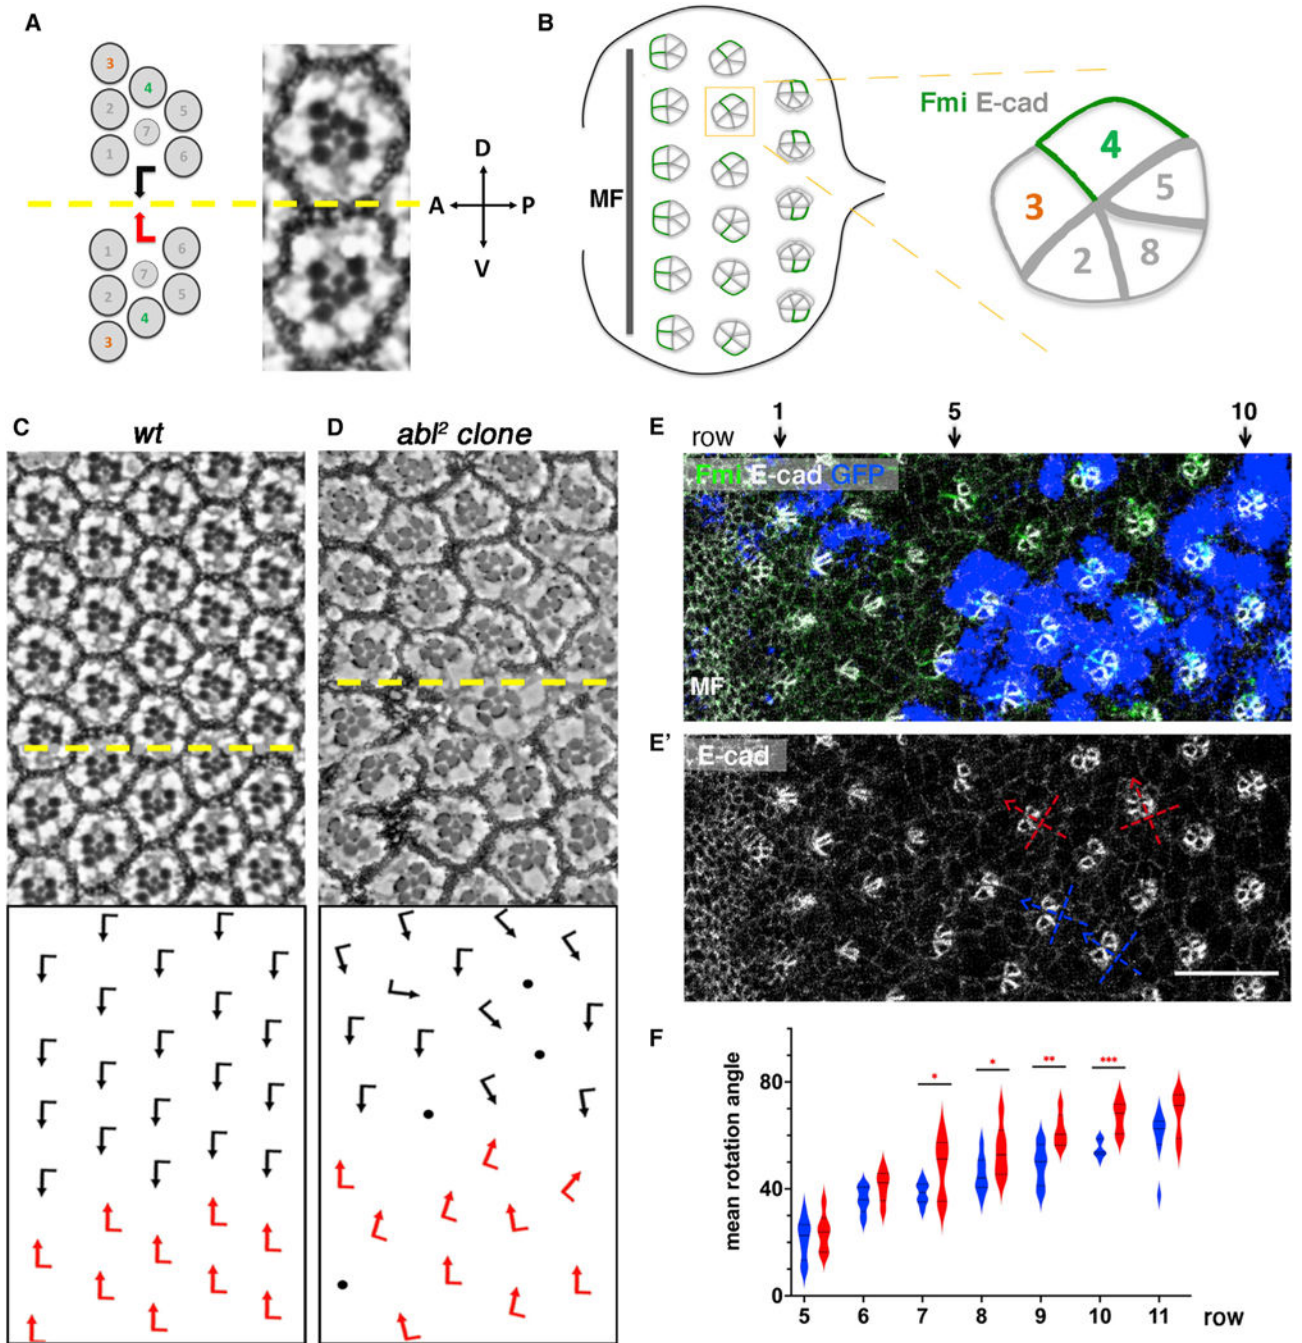 A
3
4
2
5
7
1
6
1
6
7
2
5
4
3
D
A P
V
B
MF
Fmi E-cad
4
3
5
2
8
C
wt
D
abl² clone
E
row
1
5
10
Fmi E-cad GFP
MF
E'
E-cad
F
mean rotation angle
*
*
**
***
80
40
0
5 6 7 8 9 10 11 row